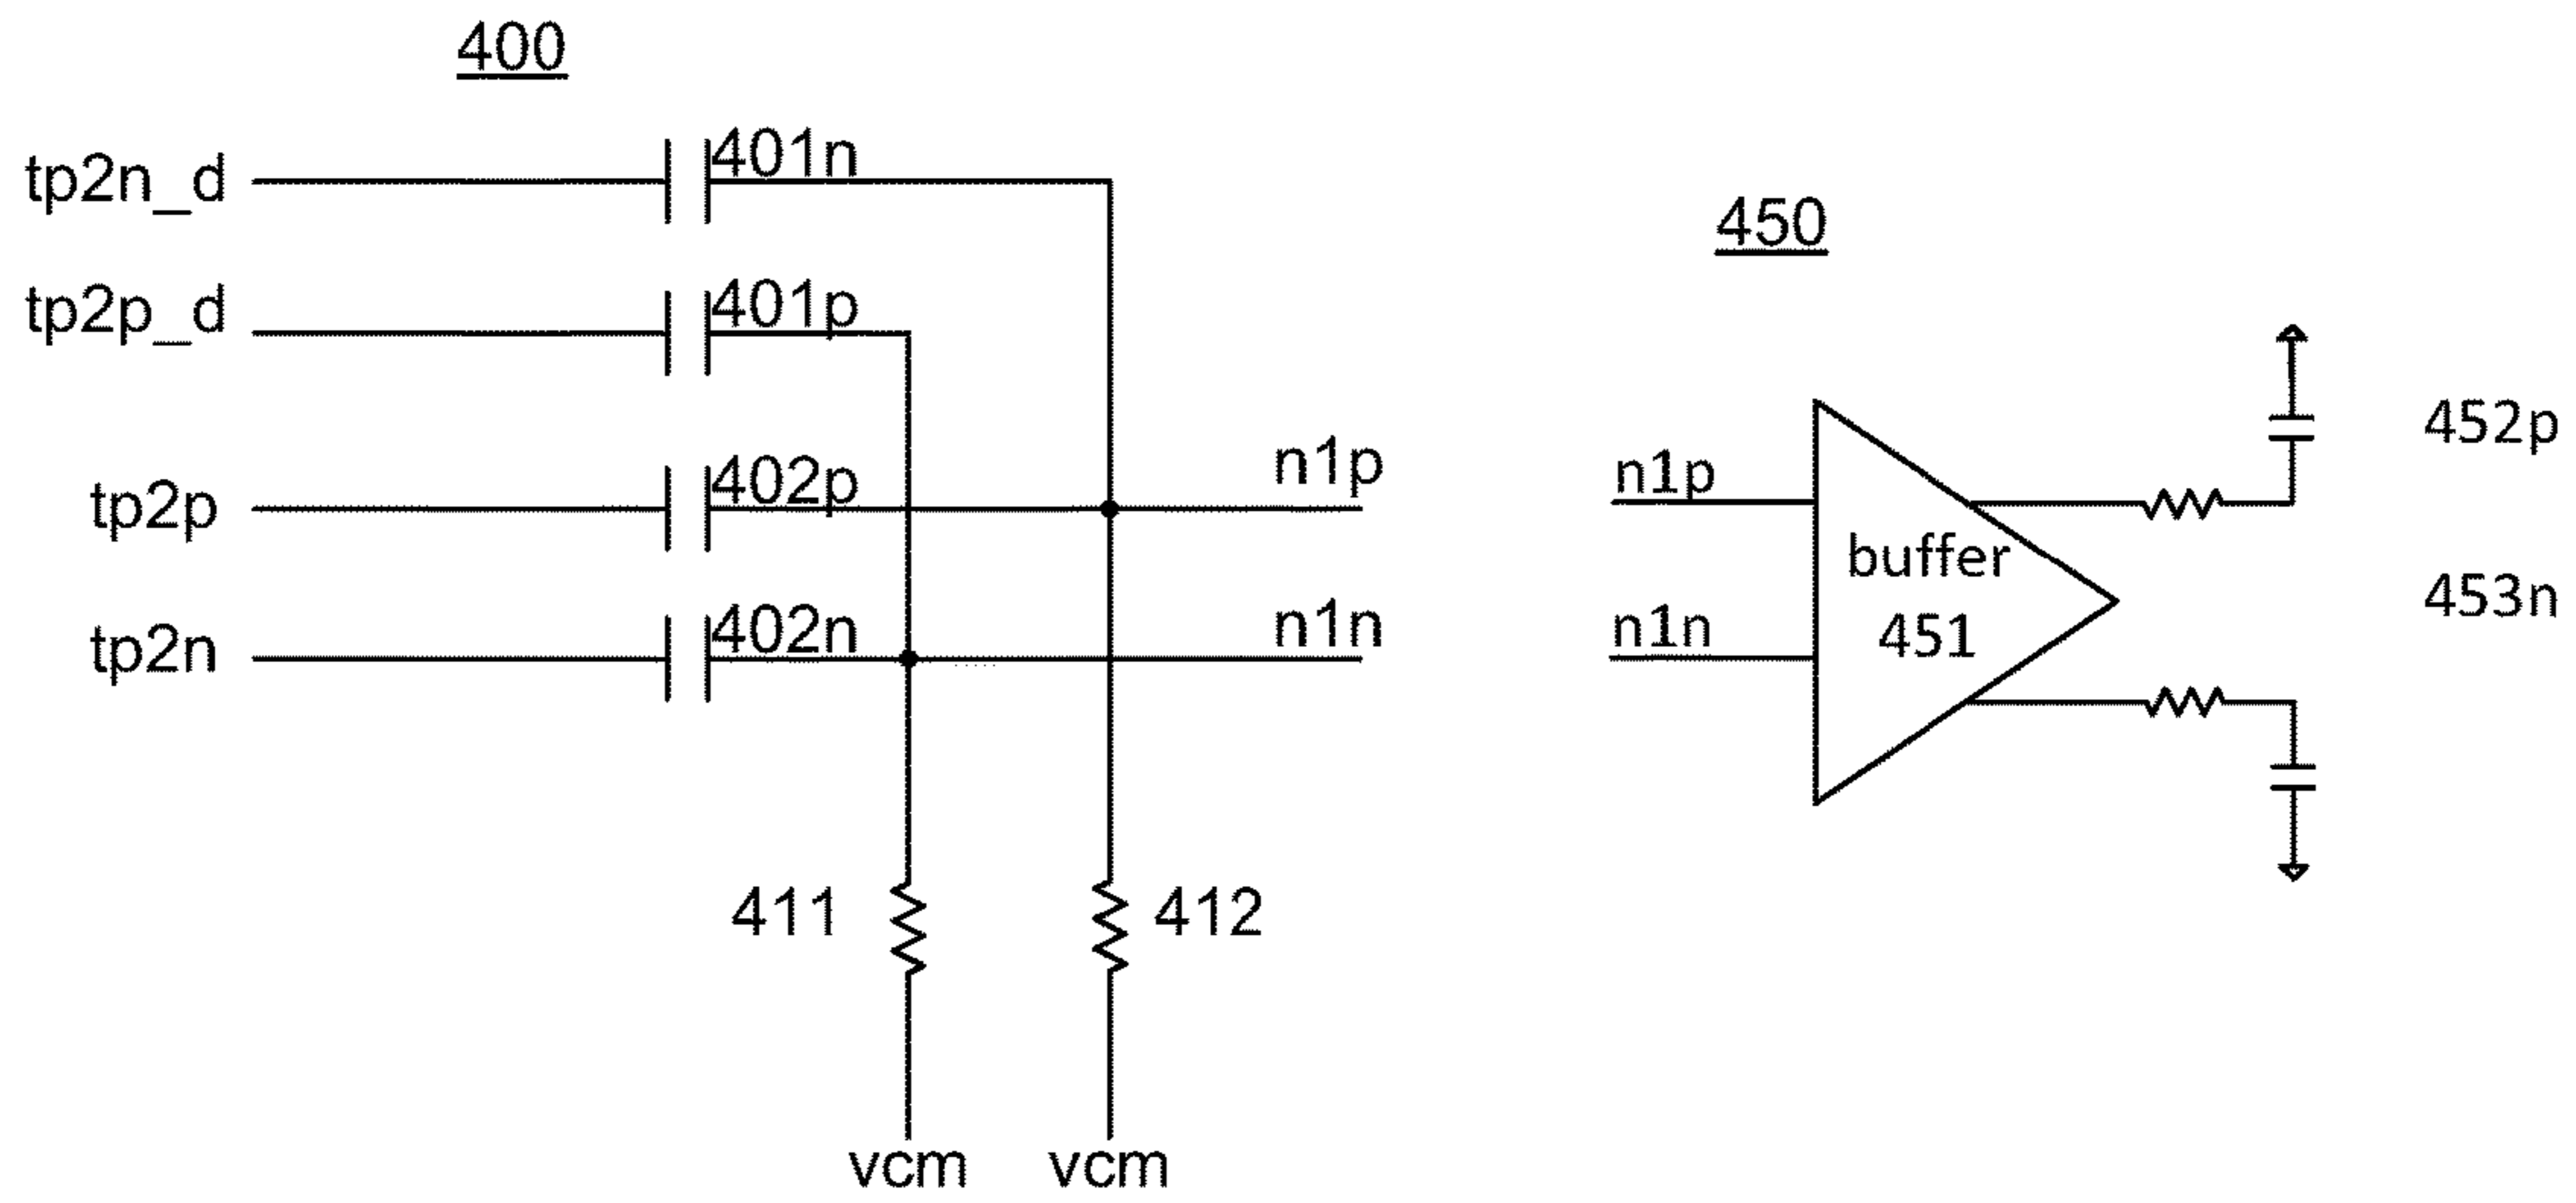 400
tp2n_d
401n
tp2p_d
401p
tp2p
402p
n1p
tp2n
402n
n1n
411
412
vcm
vcm
450
n1p
n1n
buffer
451
452p
453n